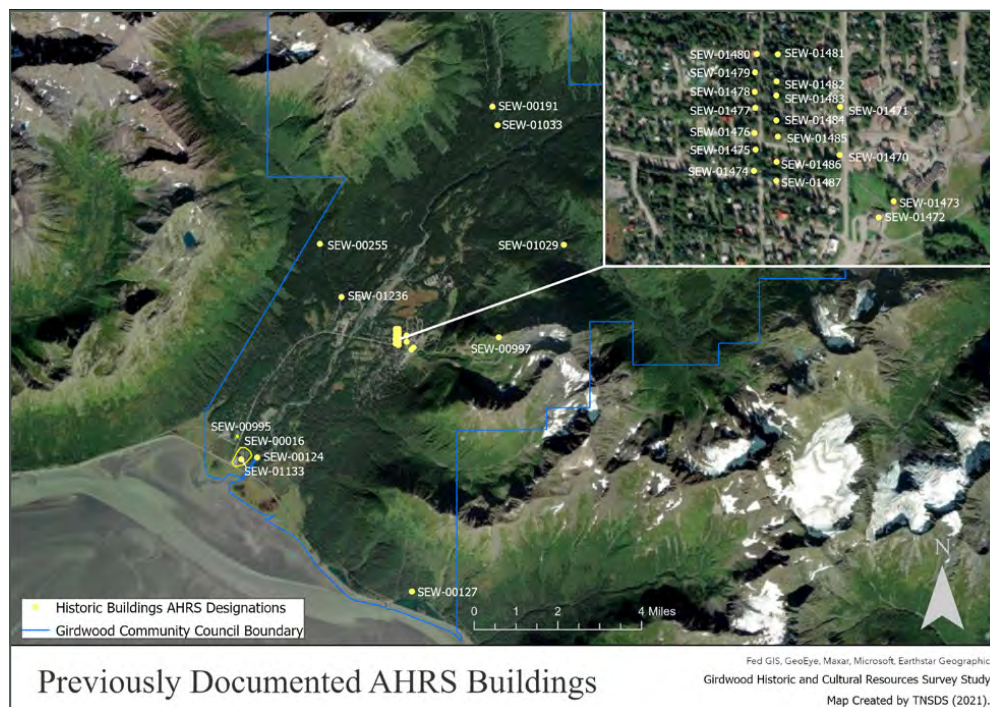 SEW-00191
SEW-01033
SEW-00255
SEW-01029
SEW-01236
SEW-00997
SEW-00995
SEW-00016
SEW-00124
SEW-01133
SEW-00127
SEW-01480
SEW-01481
SEW-01479
SEW-01482
SEW-01478
SEW-01483
SEW-01477
SEW-01471
SEW-01484
SEW-01476
SEW-01485
SEW-01475
SEW-01470
SEW-01486
SEW-01474
SEW-01487
SEW-01473
SEW-01472
N
0 1 2 4 Miles
Historic Buildings AHRS Designations
Girdwood Community Council Boundary
Previously Documented AHRS Buildings
Fed GIS, GeoEye, Maxar, Microsoft, Earthstar Geographic
Girdwood Historic and Cultural Resources Survey Study
Map Created by TNSDS (2021).